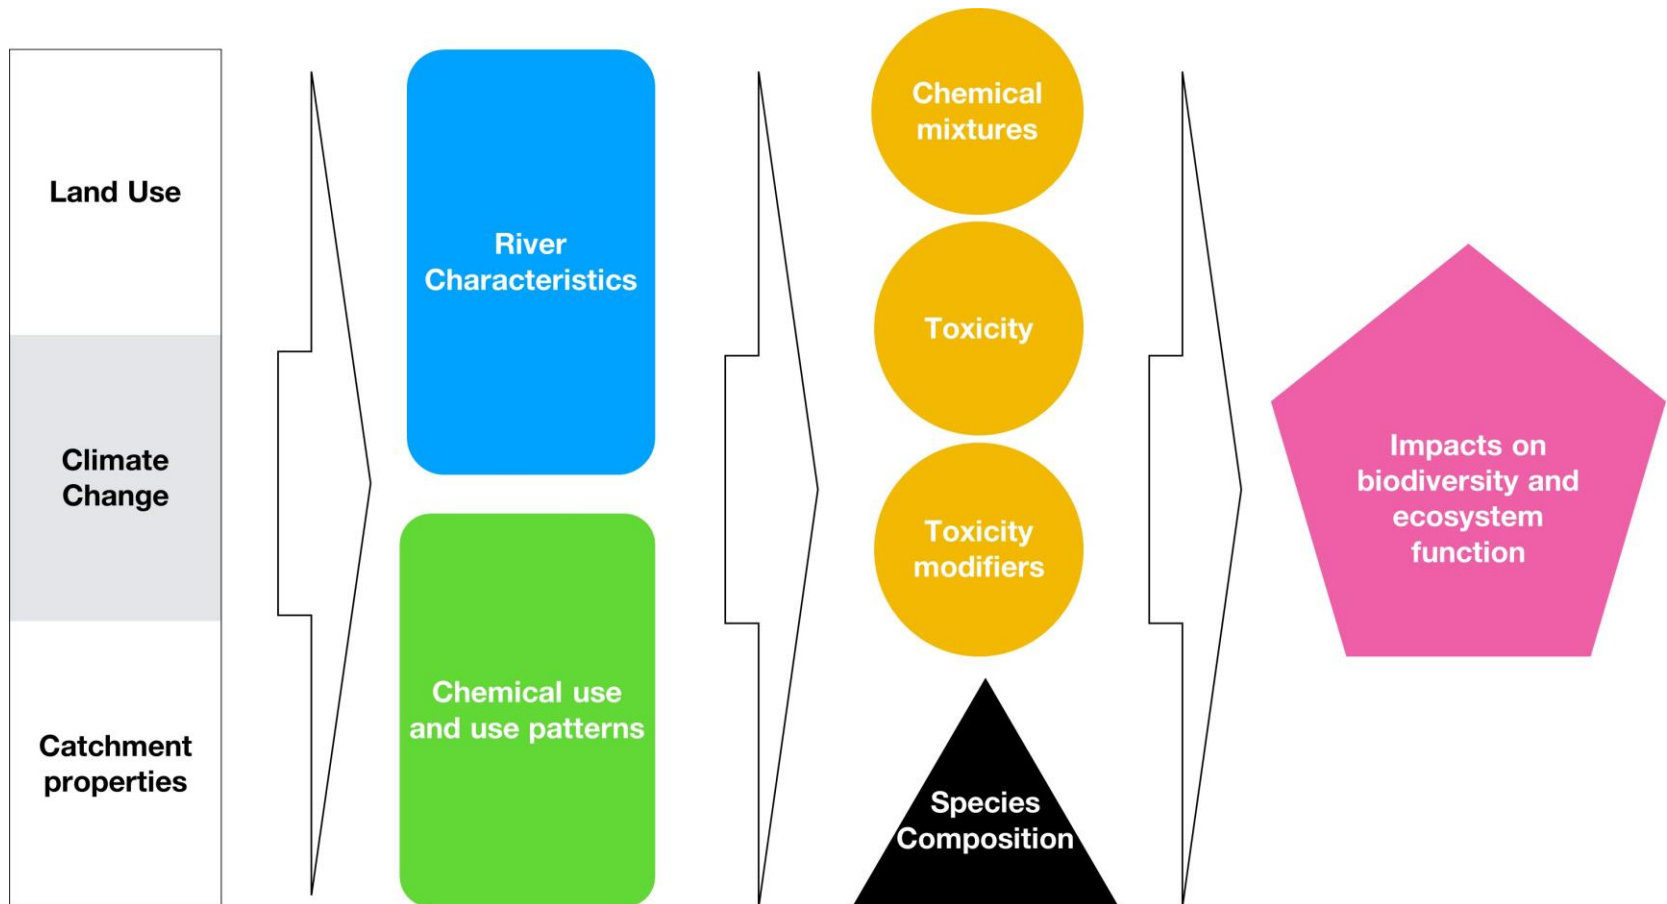 Land Use
Climate
Change
Catchment
properties
River
Characteristics
Chemical use
and use patterns
Chemical
mixtures
Toxicity
Toxicity
modifiers
Species
Composition
Impacts on
biodiversity and
ecosystem
function